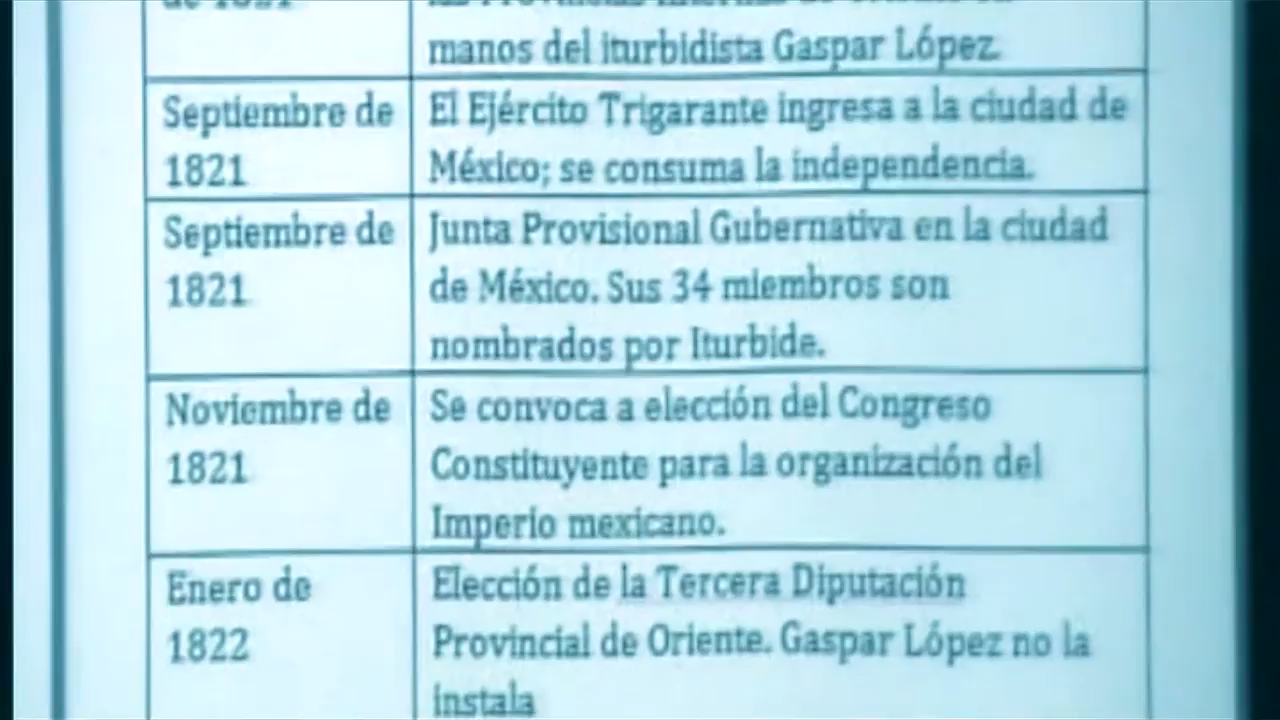 de 1821
manos del iturbidista Gaspar López.
Septiembre de
1821
El Ejército Trigarante ingresa a la ciudad de
México; se consuma la independencia.
Septiembre de
1821
Junta Provisional Gubernativa en la ciudad
de México. Sus 34 miembros son
nombrados por Iturbide.
Noviembre de
1821
Se convoca a elección del Congreso
Constituyente para la organización del
Imperio mexicano.
Enero de
1822
Elección de la Tercera Diputación
Provincial de Oriente. Gaspar López no la
instala